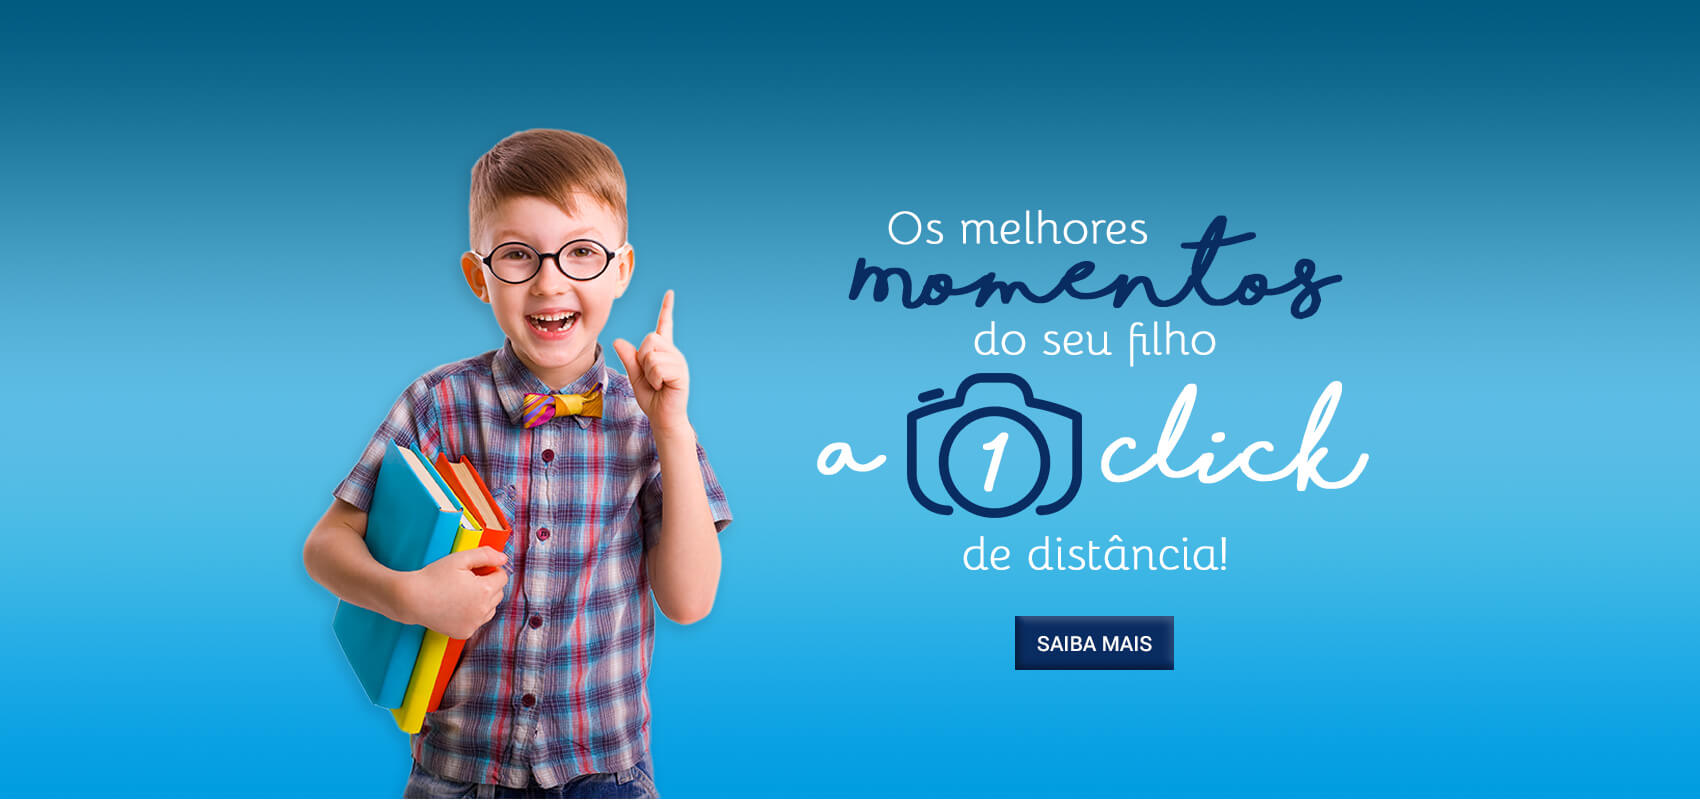 Os melhores
momentos
do seu filho
a 1 click
de distância!
SAIBA MAIS